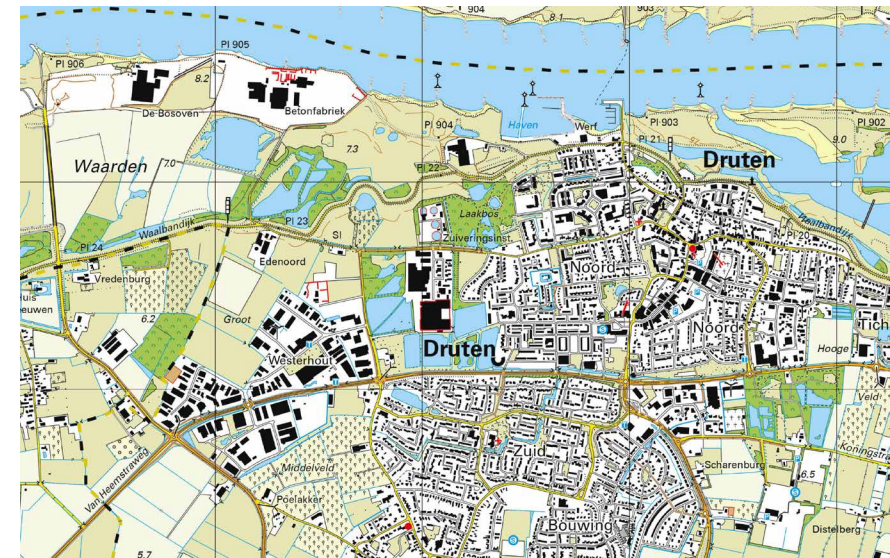 904
8.1
903
Pl 905
Pl 906
8.2
De Bosoven
Betonfabriek
Pl 904
Haven
Werf
Pl 903
Pl 902
Pl 21
9.0
7.3
Waarden
7.0
Pl 22
Druten
Laakbos
Waalbandijk
Pl 23
Sl
Waalbandijk
Pl 20
Pl 24
Zuiveringsinst.
Edenoord
Noord
Vredenburg
6.2
Groot
Noord
Tich
Druten
Hooge
Westerhout
Veld
Zuid
Koningstra
Van Heemstraweg
Middelveld
Scharenburg
6.5
Poelakker
Bouwing
Distelberg
5.7